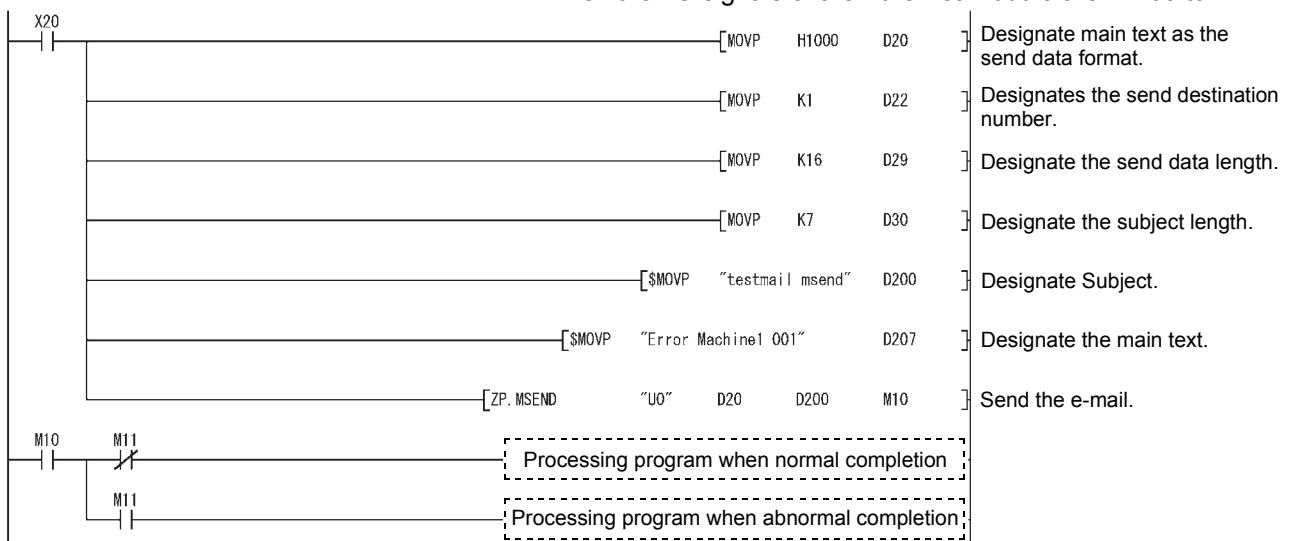 X20
MOVP H1000 D20 Designate main text as the
send data format.
MOVP K1 D22 Designates the send destination
number.
MOVP K16 D29 Designate the send data length.
MOVP K7 D30 Designate the subject length.
$MOVP "testmail msend" D200 Designate Subject.
$MOVP "Error Machine1 001" D207 Designate the main text.
ZP.MSEND "U0" D20 D200 M10 Send the e-mail.
M10 M11
Processing program when normal completion
M11
Processing program when abnormal completion